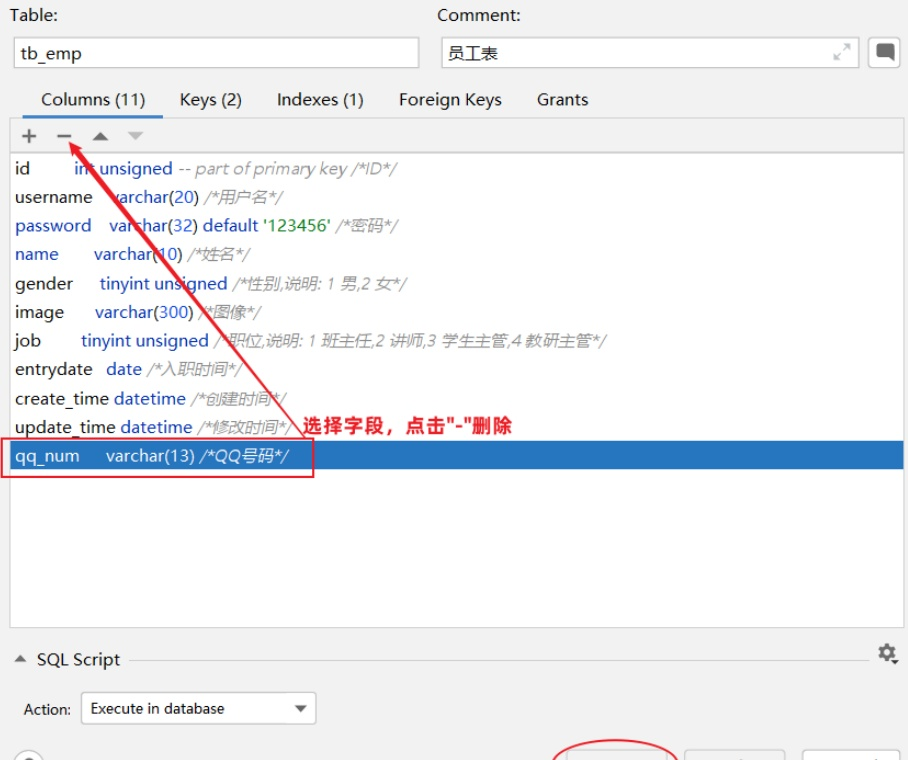 Table: Comment:
tb_emp 员工表
Columns (11) Keys (2) Indexes (1) Foreign Keys Grants
id int unsigned -- part of primary key /*ID*/
username varchar(20) /*用户名*/
password varchar(32) default '123456' /*密码*/
name varchar(10) /*姓名*/
gender tinyint unsigned /*性别,说明: 1 男,2 女*/
image varchar(300) /*图像*/
job tinyint unsigned /*职位,说明: 1 班主任,2 讲师,3 学生主管,4 教研主管*/
entrydate date /*入职时间*/
create_time datetime /*创建时间*/
update_time datetime /*修改时间*/ 选择字段，点击"-"删除
qq_num varchar(13) /*QQ号码*/
SQL Script
Action: Execute in database